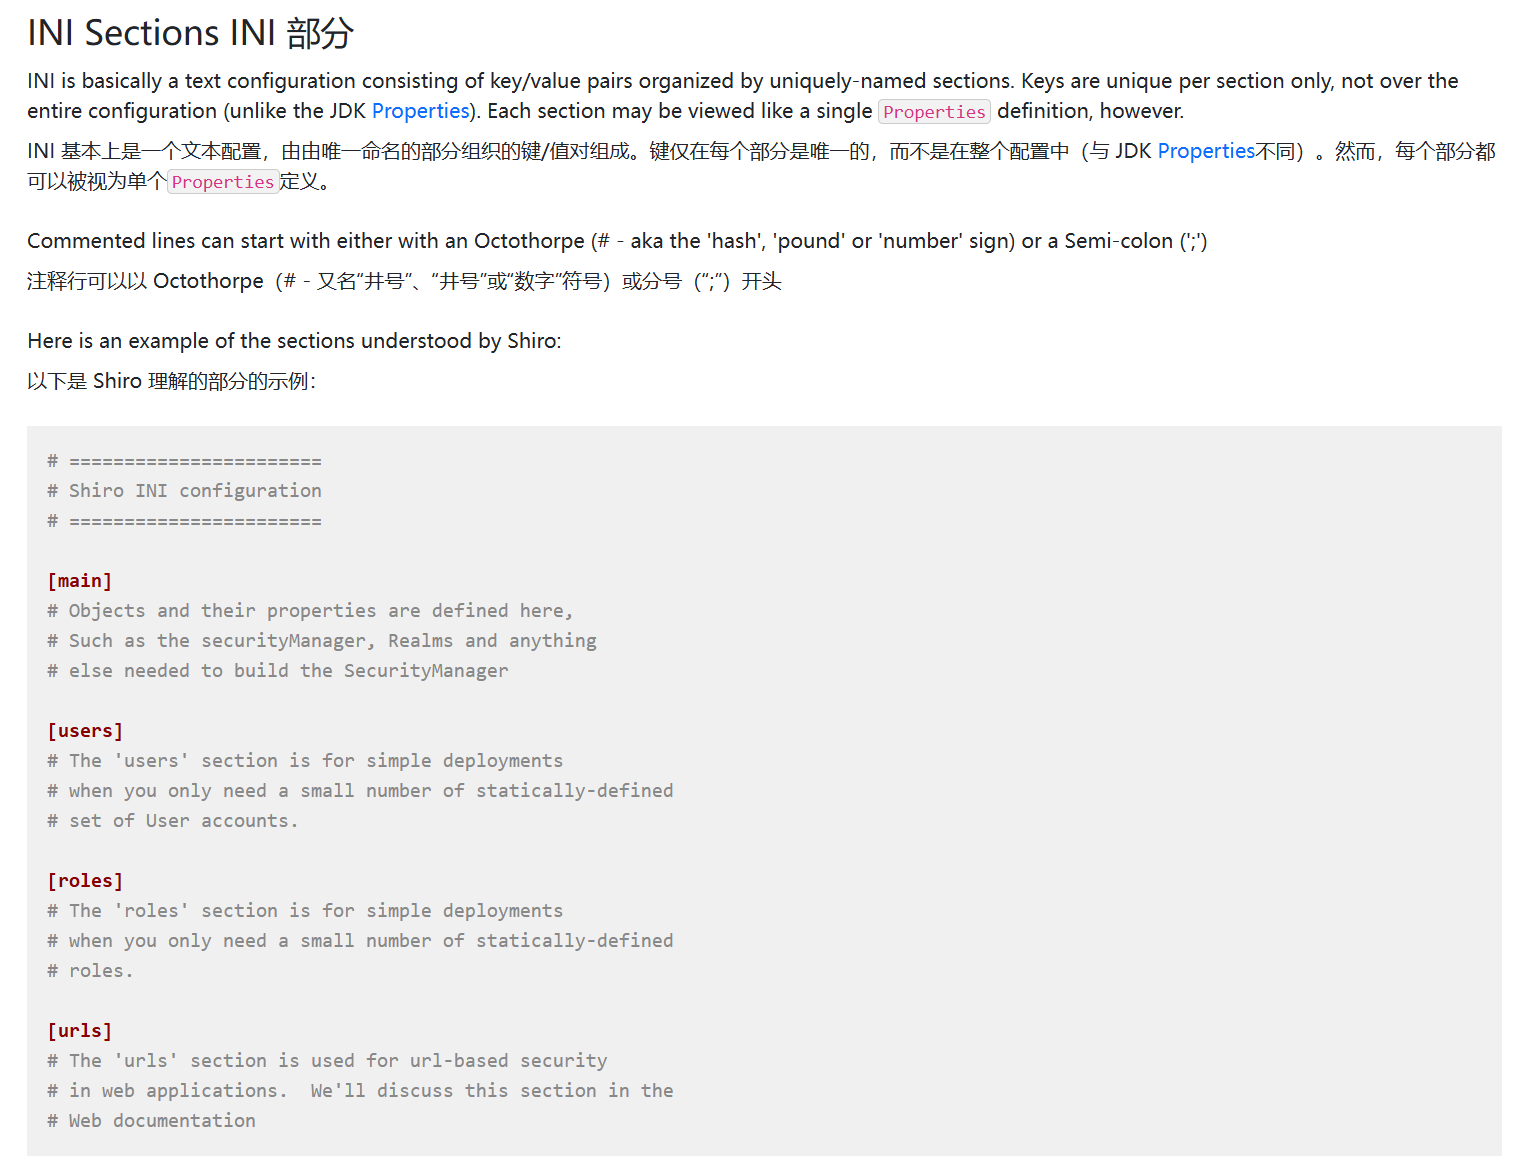 INI Sections INI 部分
INI is basically a text configuration consisting of key/value pairs organized by uniquely-named sections. Keys are unique per section only, not over the
entire configuration (unlike the JDK Properties). Each section may be viewed like a single Properties definition, however.
INI 基本上是一个文本配置，由由唯一命名的部分组织的键/值对组成。键仅在每个部分是唯一的，而不是在整个配置中（与 JDK Properties不同）。然而，每个部分都
可以被视为单个Properties定义。
Commented lines can start with either with an Octothorpe (# - aka the 'hash', 'pound' or 'number' sign) or a Semi-colon (';')
注释行可以以 Octothorpe（# - 又名“井号”、“井号”或“数字”符号）或分号（“;”）开头
Here is an example of the sections understood by Shiro:
以下是 Shiro 理解的部分的示例：
# =======================
# Shiro INI configuration
# =======================
[main]
# Objects and their properties are defined here,
# Such as the securityManager, Realms and anything
# else needed to build the SecurityManager
[users]
# The 'users' section is for simple deployments
# when you only need a small number of statically-defined
# set of User accounts.
[roles]
# The 'roles' section is for simple deployments
# when you only need a small number of statically-defined
# roles.
[urls]
# The 'urls' section is used for url-based security
# in web applications.  We'll discuss this section in the
# Web documentation